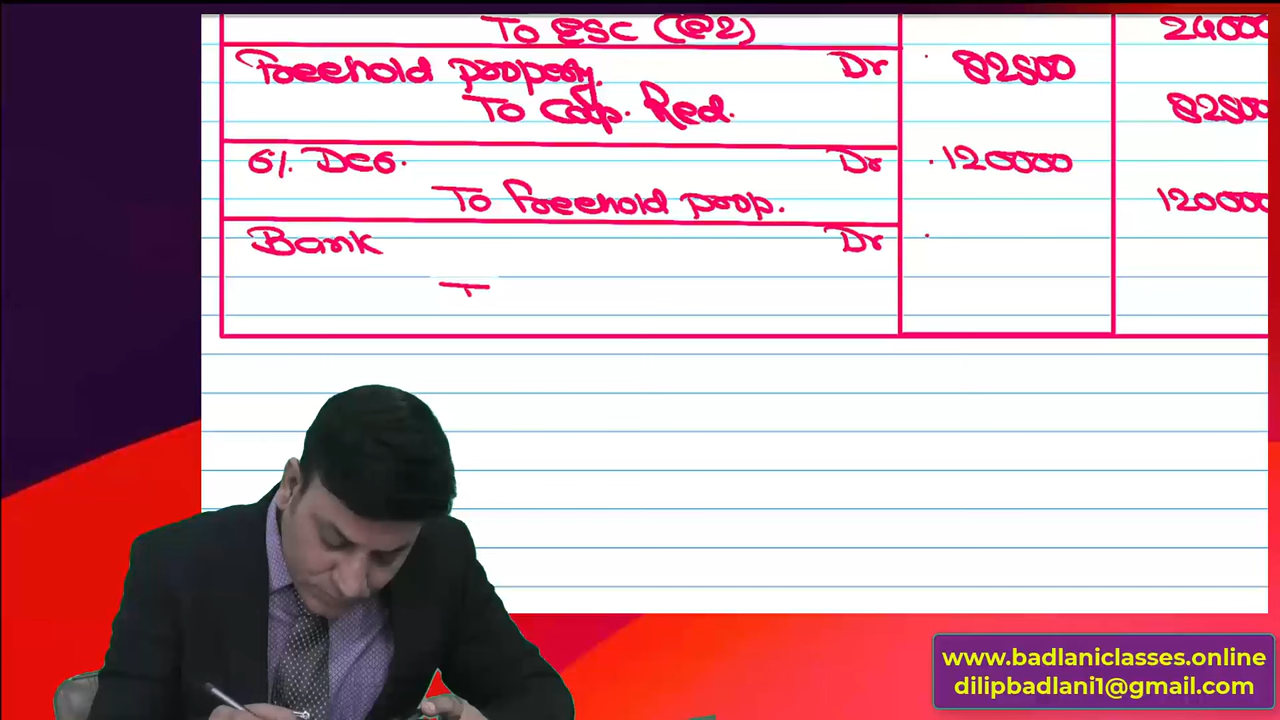 To ESC (@2)
24000
Freehold property. Dr 82500
To Cap. Red. 82500
6%. Deb. Dr 120000
To Freehold prop. 120000
Bank Dr
T
www.badlaniclasses.online
dilipbadlani1@gmail.com